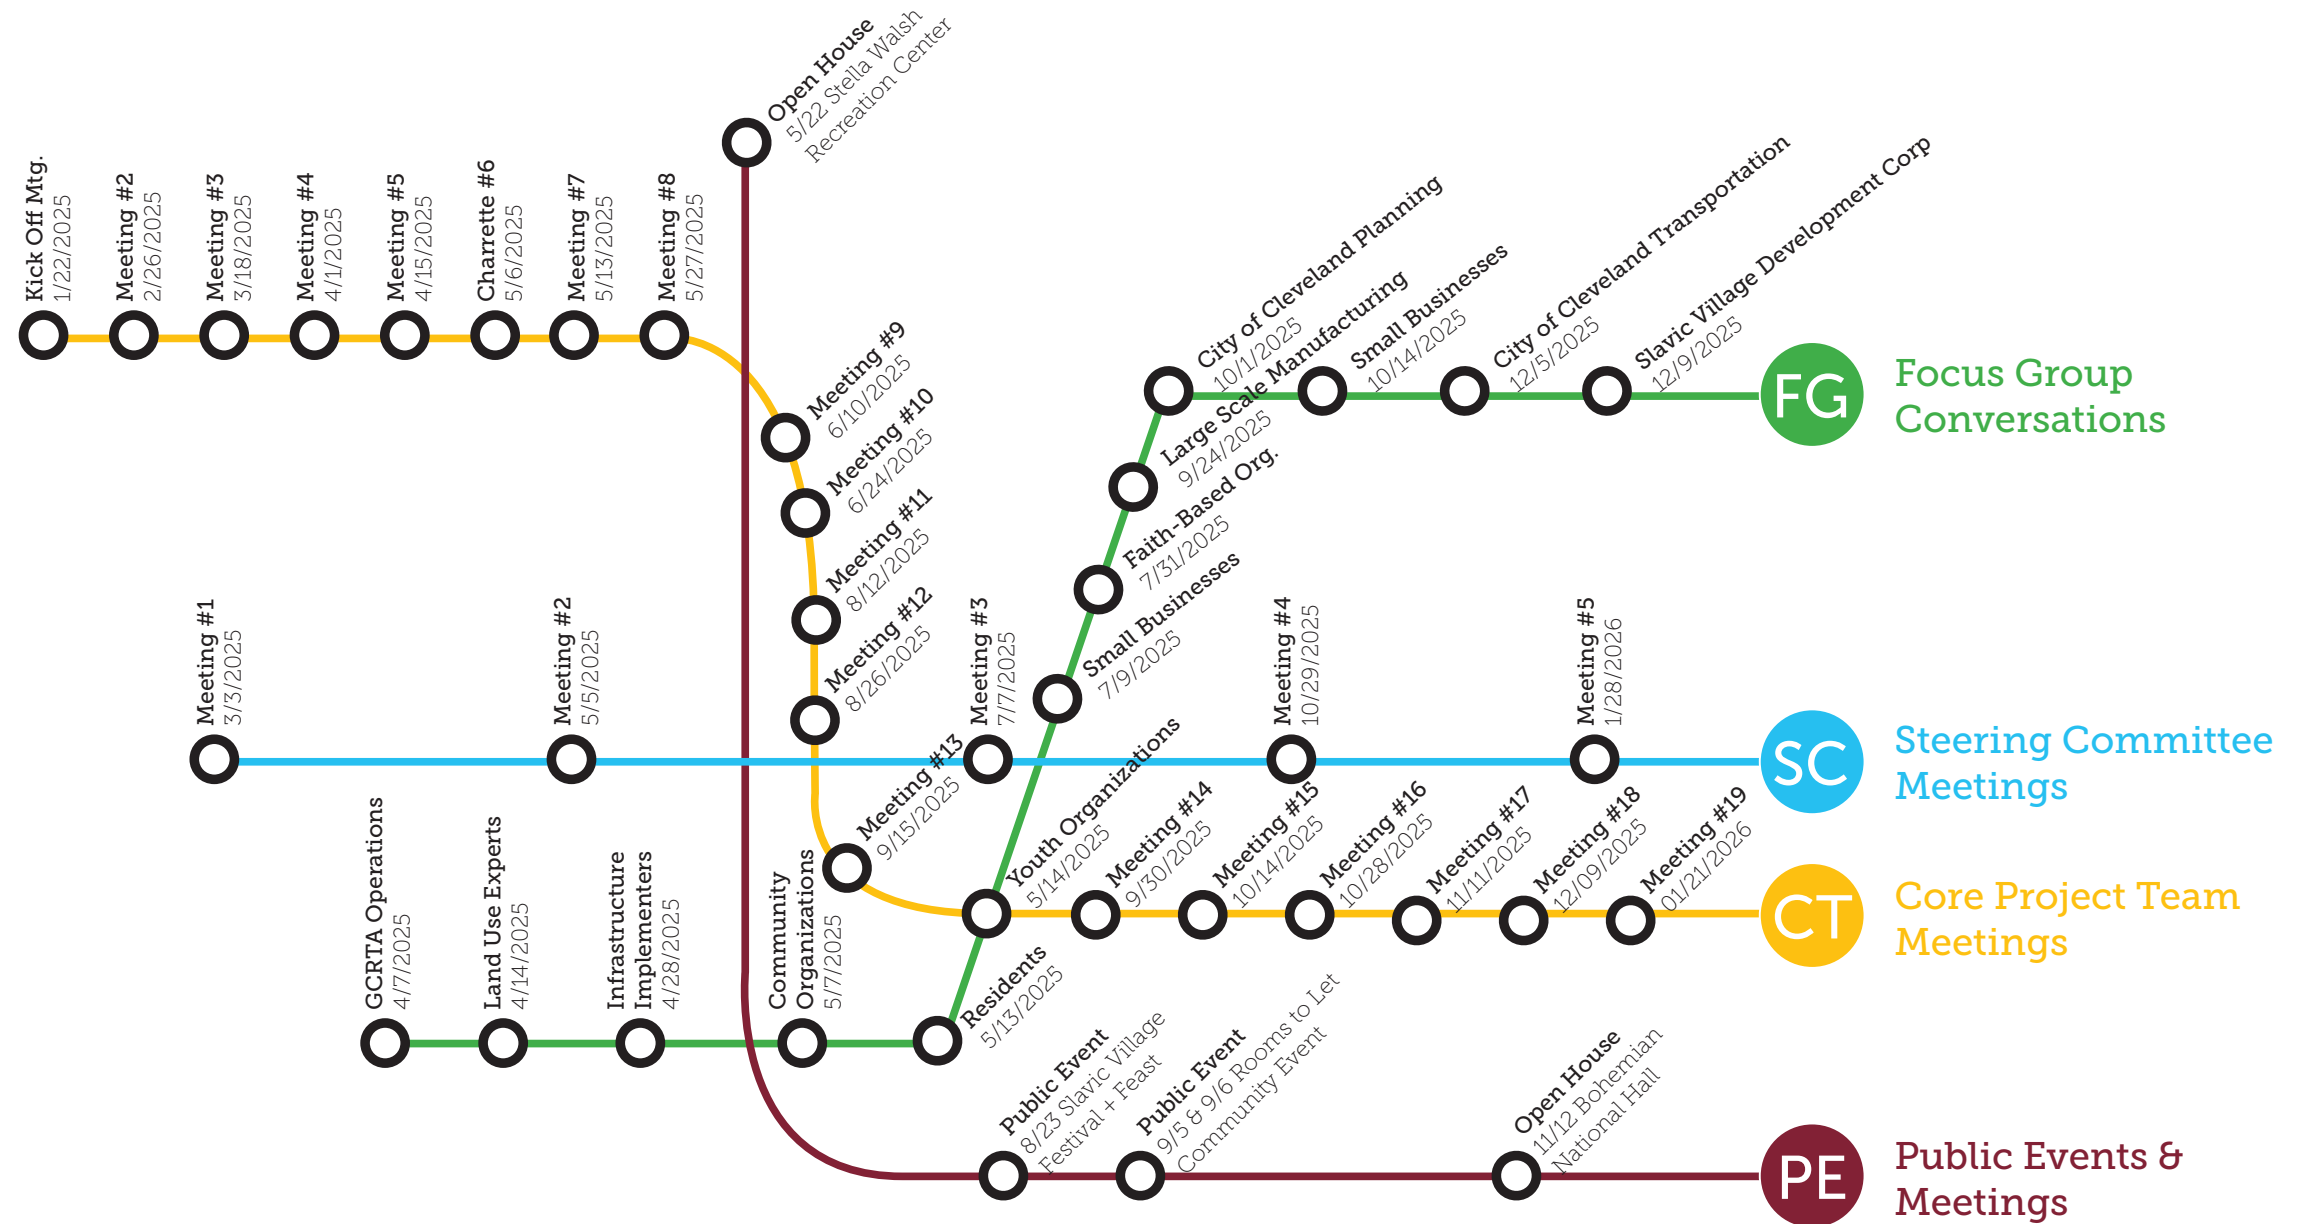 Open House
5/22 Stella Walsh
Recreation Center
Kick Off Mtg.
1/22/2025
Meeting #2
2/26/2025
Meeting #3
3/18/2025
Meeting #4
4/1/2025
Meeting #5
4/15/2025
Charrette #6
5/6/2025
Meeting #7
5/13/2025
Meeting #8
5/27/2025
Meeting #9
6/10/2025
Meeting #10
6/24/2025
Meeting #11
8/12/2025
Meeting #12
8/26/2025
Meeting #13
9/15/2025
City of Cleveland Planning
10/1/2025
Large Scale Manufacturing
9/24/2025
Faith-Based Org.
7/31/2025
Small Businesses
7/9/2025
Small Businesses
10/14/2025
City of Cleveland Transportation
12/5/2025
Slavic Village Development Corp
12/9/2025
FG
Focus Group
Conversations
Meeting #1
3/3/2025
Meeting #2
5/5/2025
Meeting #3
7/7/2025
Meeting #4
10/29/2025
Meeting #5
1/28/2026
SC
Steering Committee
Meetings
Youth Organizations
5/14/2025
Meeting #14
9/30/2025
Meeting #15
10/14/2025
Meeting #16
10/28/2025
Meeting #17
11/11/2025
Meeting #18
12/09/2025
Meeting #19
01/21/2026
CT
Core Project Team
Meetings
GCRTA Operations
4/7/2025
Land Use Experts
4/14/2025
Infrastructure
Implementers
4/28/2025
Community
Organizations
5/7/2025
Residents
5/13/2025
Public Event
8/23 Slavic Village
Festival + Feast
Public Event
9/5 & 9/6 Rooms to Let
Community Event
Open House
11/12 Bohemian
National Hall
PE
Public Events &
Meetings